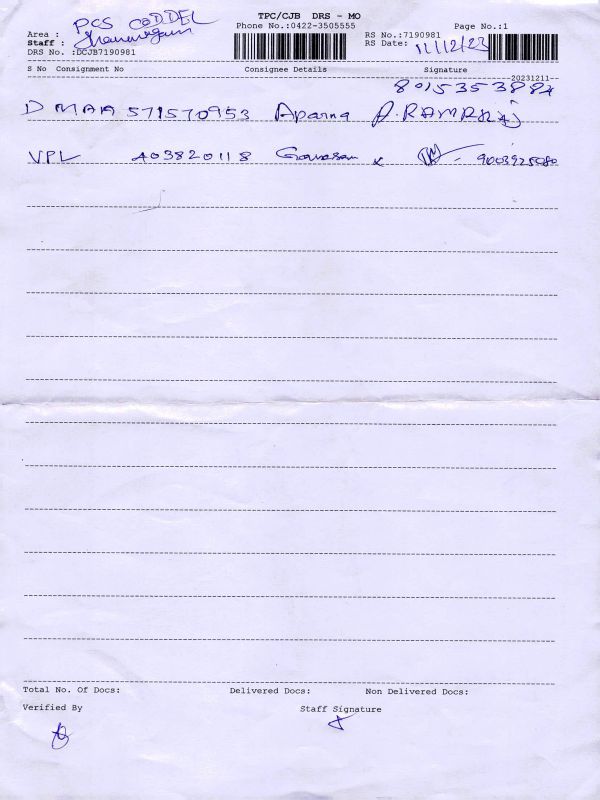 TPC/CJB DRS - MO
Phone No.:0422-3505555 Page No.:1
PCS CODDEL
Area : RS No.:7190981
Staff : RS Date: 11/12/23
DRS No. :DCJB7190981
S No Consignment No Consignee Details Signature
--20231211--
8015353884
D MAA 571570953 Aparna A.RAMARAJ
VPL 403820118 9003925080
Total No. Of Docs: Delivered Docs: Non Delivered Docs:
Verified By Staff Signature